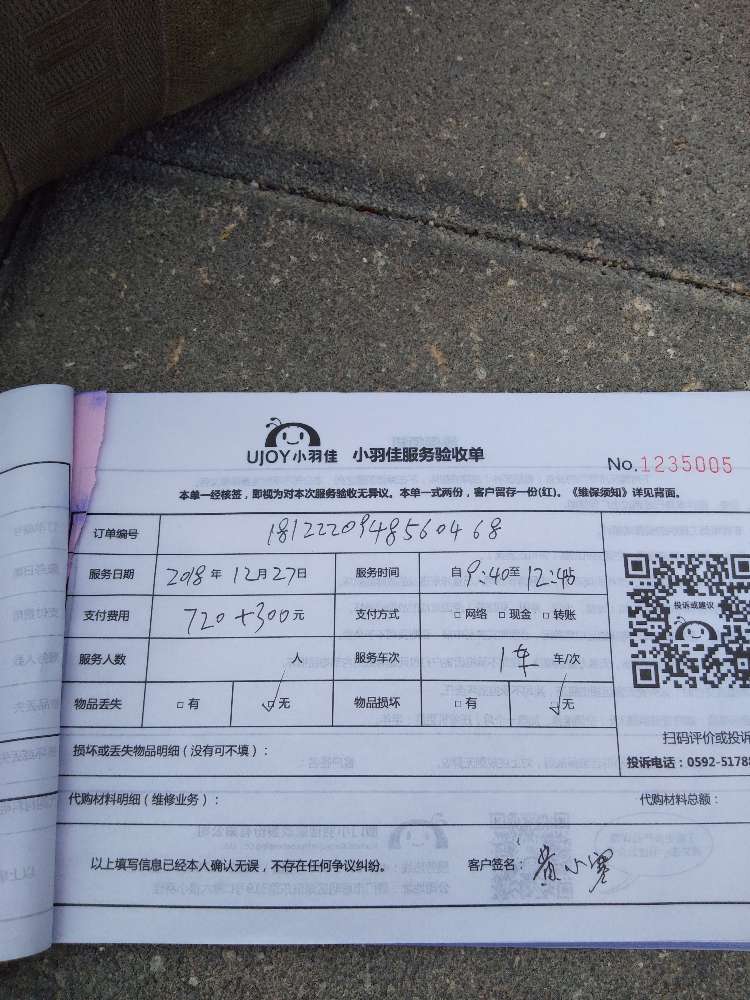 UJOY小羽佳 小羽佳服务验收单
No.1235005
本单一经核签，即视为对本次服务验收无异议。本单一式两份，客户留存一份(红)。《维保须知》详见背面。
订单编号 1812220948560468
服务日期 2018年12月27日 服务时间 自9:40至12:46
支付费用 720+300元 支付方式 □网络 □现金 □转账
服务人数 人 服务车次 1车 车/次
物品丢失 □有 □无 物品损坏 □有 □无
投诉或建议
扫码评价或投诉
投诉电话：0592-51788
损坏或丢失物品明细（没有可不填）：
代购材料明细（维修业务）： 代购材料总额：
以上填写信息已经本人确认无误，不存在任何争议纠纷。 客户签名：黄小